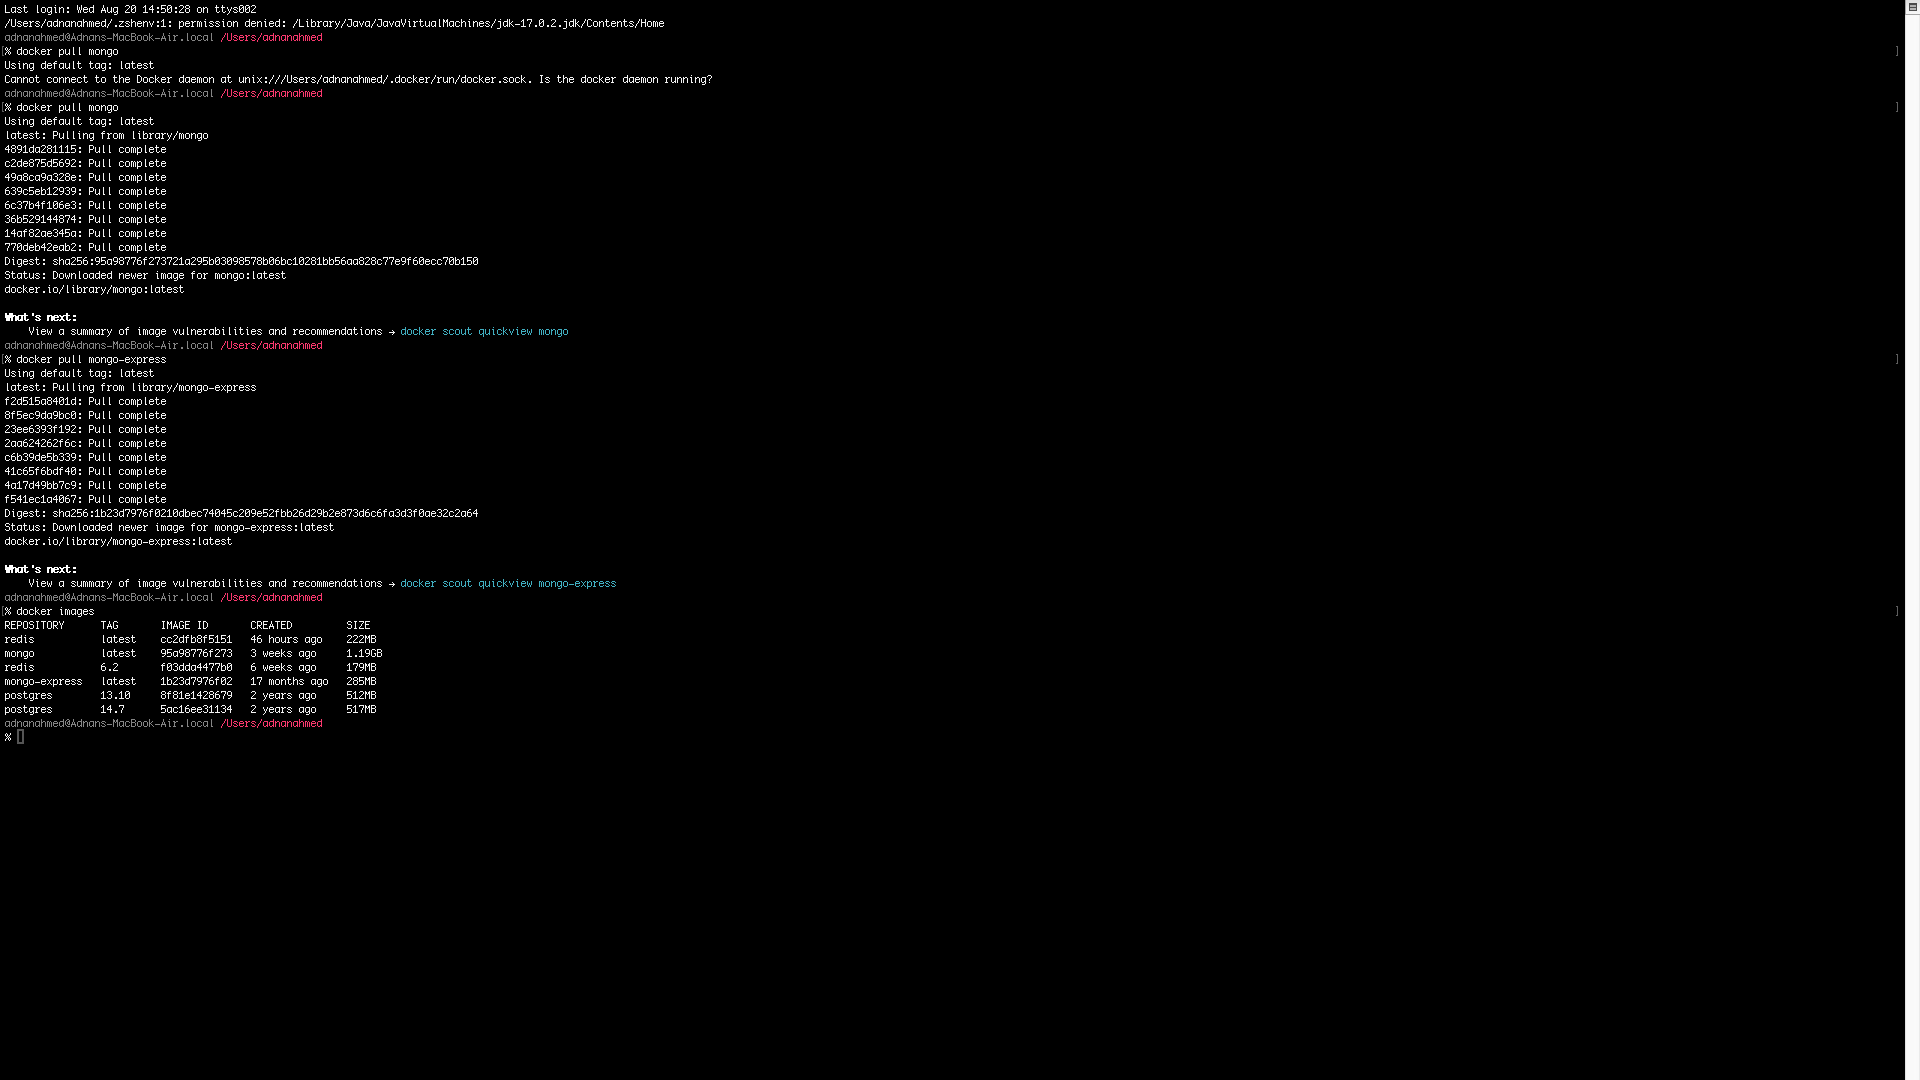 Last login: Wed Aug 20 14:50:28 on ttys002
/Users/adnanahmed/.zshenv:1: permission denied: /Library/Java/JavaVirtualMachines/jdk-17.0.2.jdk/Contents/Home
adnanahmed@Adnans-MacBook-Air.local /Users/adnanahmed
[% docker pull mongo ]
Using default tag: latest
Cannot connect to the Docker daemon at unix:///Users/adnanahmed/.docker/run/docker.sock. Is the docker daemon running?
adnanahmed@Adnans-MacBook-Air.local /Users/adnanahmed
[% docker pull mongo ]
Using default tag: latest
latest: Pulling from library/mongo
4891da281115: Pull complete
c2de875d5692: Pull complete
49a8ca9a328e: Pull complete
639c5eb12939: Pull complete
6c37b4f106e3: Pull complete
36b529144874: Pull complete
14af82ae345a: Pull complete
770deb42eab2: Pull complete
Digest: sha256:95a98776f273721a295b03098578b06bc10281bb56aa828c77e9f60ecc70b150
Status: Downloaded newer image for mongo:latest
docker.io/library/mongo:latest
What's next:
View a summary of image vulnerabilities and recommendations → docker scout quickview mongo
adnanahmed@Adnans-MacBook-Air.local /Users/adnanahmed
[% docker pull mongo-express ]
Using default tag: latest
latest: Pulling from library/mongo-express
f2d515a8401d: Pull complete
8f5ec9da9bc0: Pull complete
23ee6393f192: Pull complete
2aa624262f6c: Pull complete
c6b39de5b339: Pull complete
41c65f6bdf40: Pull complete
4a17d49bb7c9: Pull complete
f541ec1a4067: Pull complete
Digest: sha256:1b23d7976f0210dbec74045c209e52fbb26d29b2e873d6c6fa3d3f0ae32c2a64
Status: Downloaded newer image for mongo-express:latest
docker.io/library/mongo-express:latest
What's next:
View a summary of image vulnerabilities and recommendations → docker scout quickview mongo-express
adnanahmed@Adnans-MacBook-Air.local /Users/adnanahmed
[% docker images ]
REPOSITORY TAG IMAGE ID CREATED SIZE
redis latest cc2dfb8f5151 46 hours ago 222MB
mongo latest 95a98776f273 3 weeks ago 1.19GB
redis 6.2 f03dda4477b0 6 weeks ago 179MB
mongo-express latest 1b23d7976f02 17 months ago 285MB
postgres 13.10 8f81e1428679 2 years ago 512MB
postgres 14.7 5ac16ee31134 2 years ago 517MB
adnanahmed@Adnans-MacBook-Air.local /Users/adnanahmed
%